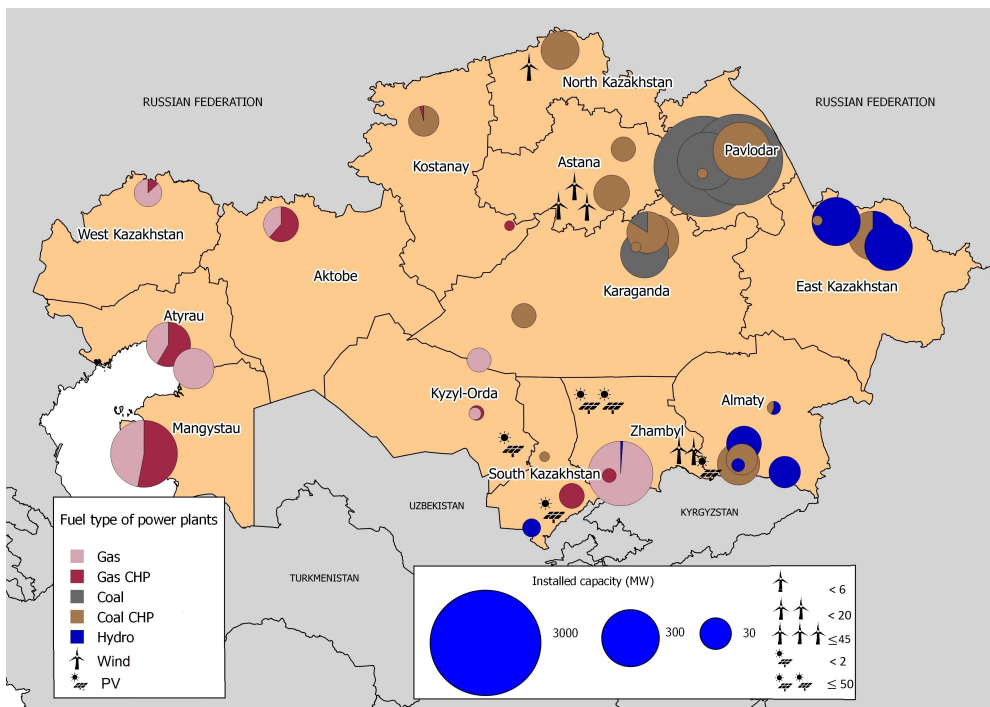 North Kazakhstan
RUSSIAN FEDERATION
RUSSIAN FEDERATION
Pavlodar
Kostanay
Astana
West Kazakhstan
Aktobe
Karaganda
East Kazakhstan
Atyrau
Kyzyl-Orda
Almaty
Mangystau
Zhambyl
South Kazakhstan
UZBEKISTAN
KYRGYZSTAN
TURKMENISTAN
Fuel type of power plants
Gas
Gas CHP
Coal
Coal CHP
Hydro
Wind
PV
Installed capacity (MW)
3000
300
30
< 6
< 20
≤45
< 2
≤ 50